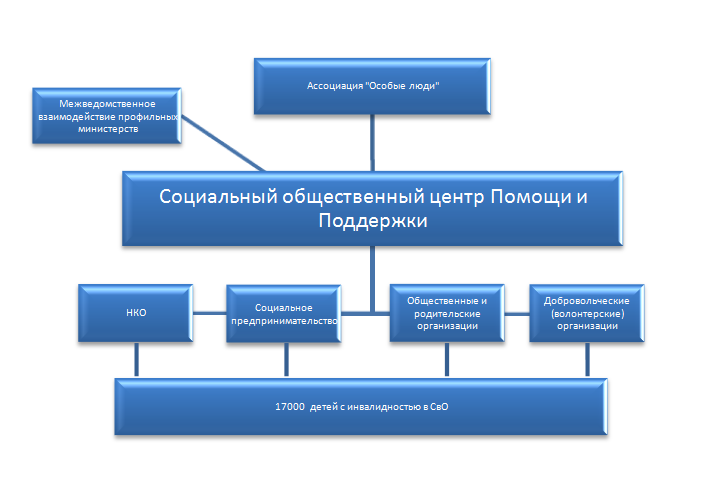 Ассоциация "Особые люди"
Межведомственное
взаимодействие профильных
министерств
Социальный общественный центр Помощи и
Поддержки
НКО
Социальное
предпринимательство
Общественные и
родительские
организации
Добровольческие
(волонтерские)
организации
17000 детей с инвалидностью в СвО